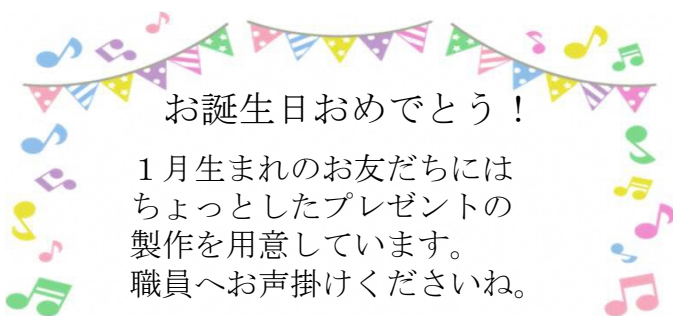 お誕生日おめでとう！
１月生まれのお友だちには
ちょっとしたプレゼントの
製作を用意しています。
職員へお声掛けくださいね。